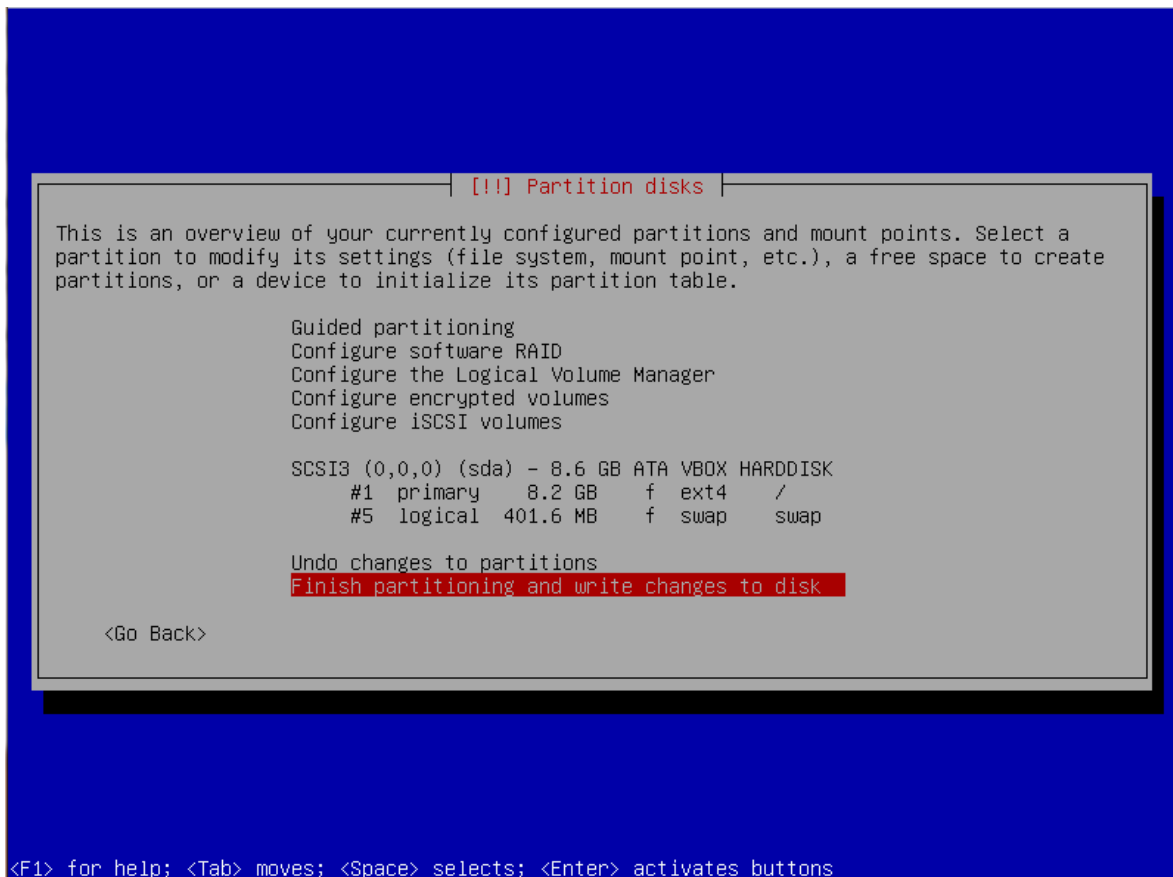 [!!] Partition disks
This is an overview of your currently configured partitions and mount points. Select a
partition to modify its settings (file system, mount point, etc.), a free space to create
partitions, or a device to initialize its partition table.
Guided partitioning
Configure software RAID
Configure the Logical Volume Manager
Configure encrypted volumes
Configure iSCSI volumes
SCSI3 (0,0,0) (sda) - 8.6 GB ATA VBOX HARDDISK
#1 primary 8.2 GB f ext4 /
#5 logical 401.6 MB f swap swap
Undo changes to partitions
Finish partitioning and write changes to disk
<Go Back>
<F1> for help; <Tab> moves; <Space> selects; <Enter> activates buttons